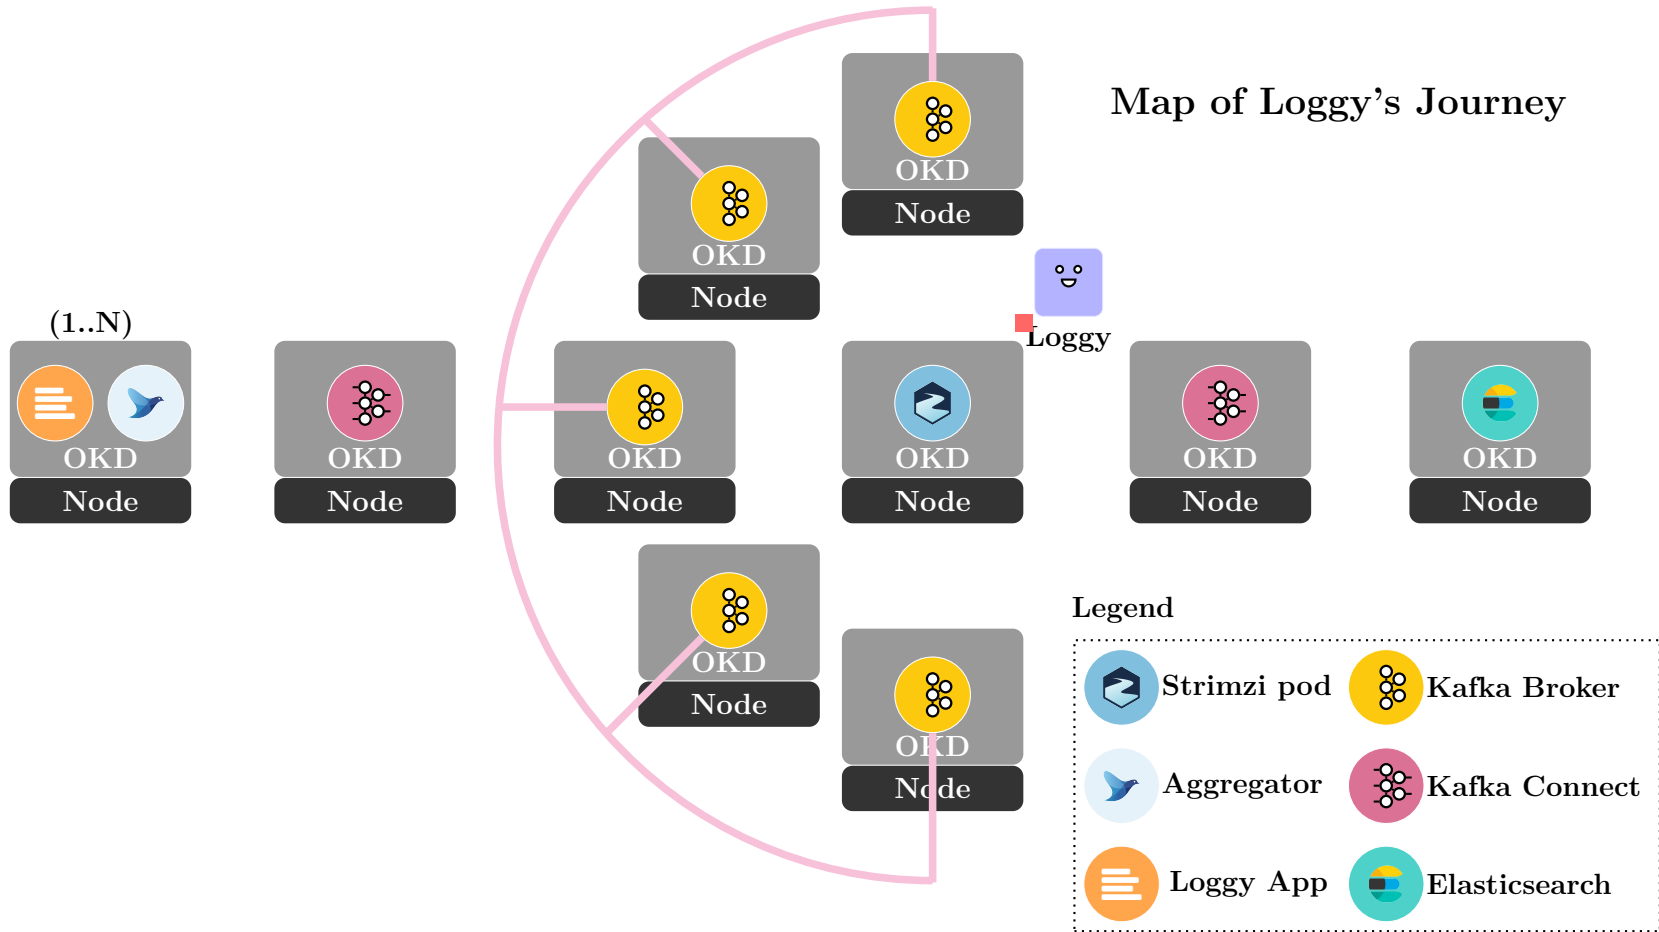 Map of Loggy's Journey
OKD
Node
OKD
Node
Loggy
(1..N)
OKD
Node
OKD
Node
OKD
Node
OKD
Node
OKD
Node
OKD
Node
OKD
Node
OKD
Node
Legend
Strimzi pod
Kafka Broker
Aggregator
Kafka Connect
Loggy App
Elasticsearch